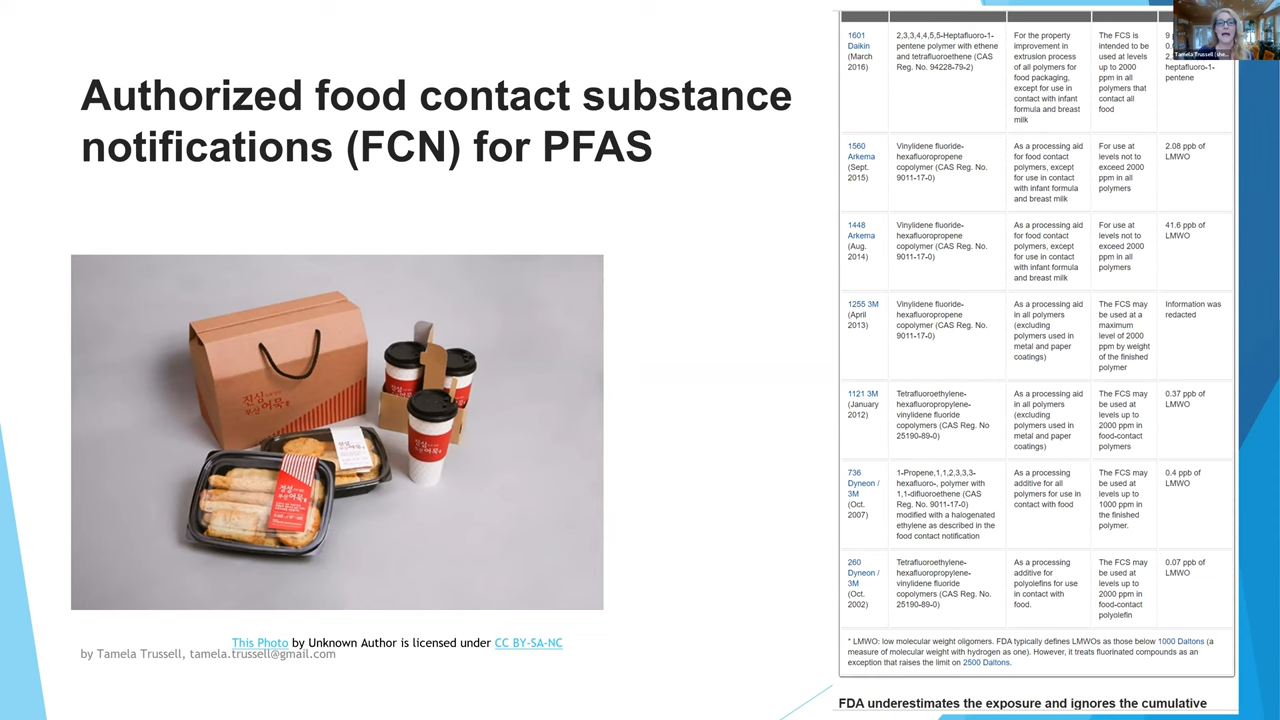 Authorized food contact substance
notifications (FCN) for PFAS
진심
부산어묵
진심
어묵
This Photo by Unknown Author is licensed under CC BY-SA-NC
by Tamela Trussell, tamela.trussell@gmail.com
Tamela Trussell (she...
1601
Daikin
(March
2016)
2,3,3,4,4,5,5-Heptafluoro-1-
pentene polymer with ethene
and tetrafluoroethene (CAS
Reg. No. 94228-79-2)
For the property
improvement in
extrusion process
of all polymers for
food packaging,
except for use in
contact with infant
formula and breast
milk
The FCS is
intended to be
used at levels
up to 2000
ppm in all
polymers that
contact all
food
heptafluoro-1-
pentene
1560
Arkema
(Sept.
2015)
Vinylidene fluoride-
hexafluoropropene
copolymer (CAS Reg. No.
9011-17-0)
As a processing aid
for food contact
polymers, except
for use in contact
with infant formula
and breast milk
For use at
levels not to
exceed 2000
ppm in all
polymers
2.08 ppb of
LMWO
1448
Arkema
(Aug.
2014)
Vinylidene fluoride-
hexafluoropropene
copolymer (CAS Reg. No.
9011-17-0)
As a processing aid
for food contact
polymers, except
for use in contact
with infant formula
and breast milk
For use at
levels not to
exceed 2000
ppm in all
polymers
41.6 ppb of
LMWO
1255 3M
(April
2013)
Vinylidene fluoride-
hexafluoropropene
copolymer (CAS Reg. No.
9011-17-0)
As a processing aid
in all polymers
(excluding
polymers used in
metal and paper
coatings)
The FCS may
be used at a
maximum
level of 2000
ppm by weight
of the finished
polymer
Information was
redacted
1121 3M
(January
2012)
Tetrafluoroethylene-
hexafluoropropylene-
vinylidene fluoride
copolymers (CAS Reg. No
25190-89-0)
As a processing aid
in all polymers
(excluding
polymers used in
metal and paper
coatings)
The FCS may
be used at
levels up to
2000 ppm in
food-contact
polymers
0.37 ppb of
LMWO
736
Dyneon /
3M
(Oct.
2007)
1-Propene,1,1,2,3,3,3-
hexafluoro-, polymer with
1,1-difluoroethene (CAS
Reg. No. 9011-17-0)
modified with a halogenated
ethylene as described in the
food contact notification
As a processing
additive for all
polymers for use in
contact with food
The FCS may
be used at
levels up to
1000 ppm in
the finished
polymer.
0.4 ppb of
LMWO
260
Dyneon /
3M
(Oct.
2002)
Tetrafluoroethylene-
hexafluoropropylene-
vinylidene fluoride
copolymers (CAS Reg. No.
25190-89-0)
As a processing
additive for
polyolefins for use
in contact with
food.
The FCS may
be used at
levels up to
2000 ppm in
food-contact
polyolefin
0.07 ppb of
LMWO
* LMWO: low molecular weight oligomers. FDA typically defines LMWOs as those below 1000 Daltons (a
measure of molecular weight with hydrogen as one). However, it treats fluorinated compounds as an
exception that raises the limit on 2500 Daltons.
FDA underestimates the exposure and ignores the cumulative